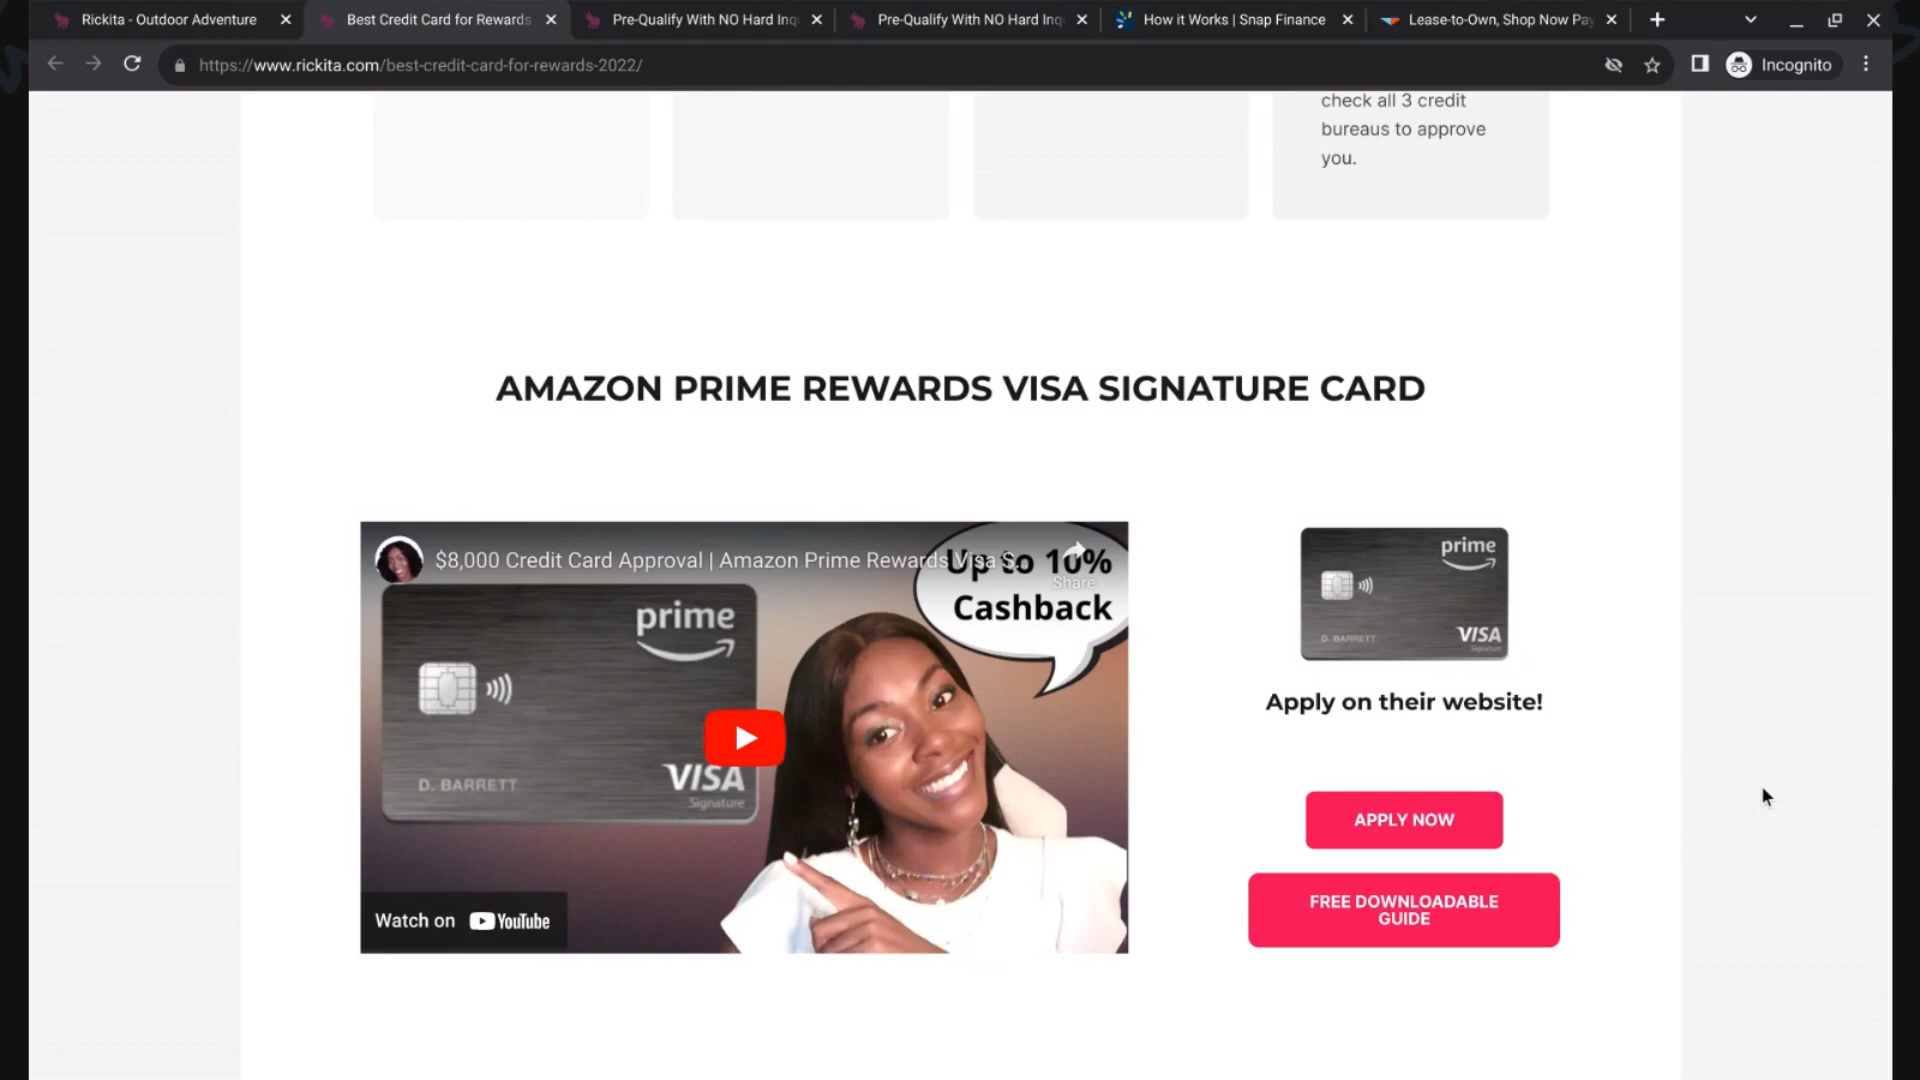 Rickita - Outdoor Adventure
Best Credit Card for Rewards
Pre-Qualify With NO Hard Inq
Pre-Qualify With NO Hard Inq
How it Works | Snap Finance
Lease-to-Own, Shop Now Pay
https://www.rickita.com/best-credit-card-for-rewards-2022/
Incognito
check all 3 credit
bureaus to approve
you.
AMAZON PRIME REWARDS VISA SIGNATURE CARD
$8,000 Credit Card Approval | Amazon Prime Rewards Visa S...
Share
Up to 10%
Cashback
prime
D. BARRETT
VISA
Signature
Watch on YouTube
prime
D. BARRETT
VISA
Signature
Apply on their website!
APPLY NOW
FREE DOWNLOADABLE
GUIDE